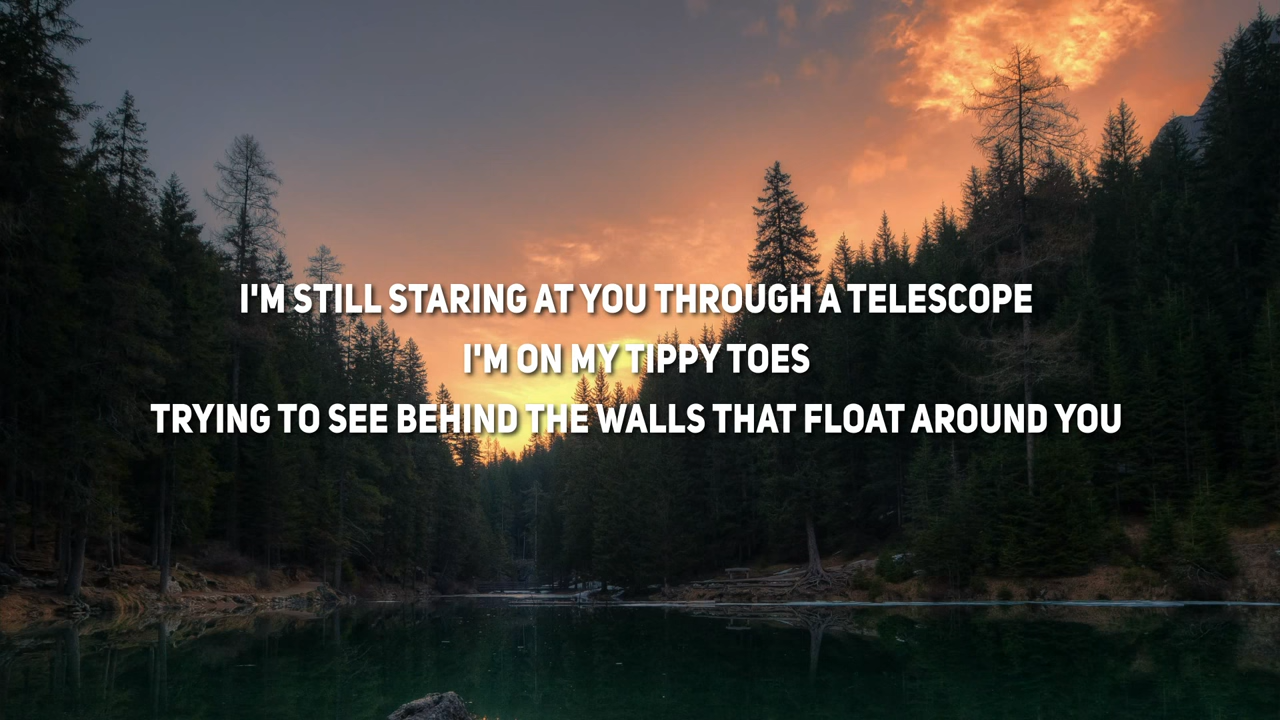 I'M STILL STARING AT YOU THROUGH A TELESCOPE
I'M ON MY TIPPY TOES
TRYING TO SEE BEHIND THE WALLS THAT FLOAT AROUND YOU